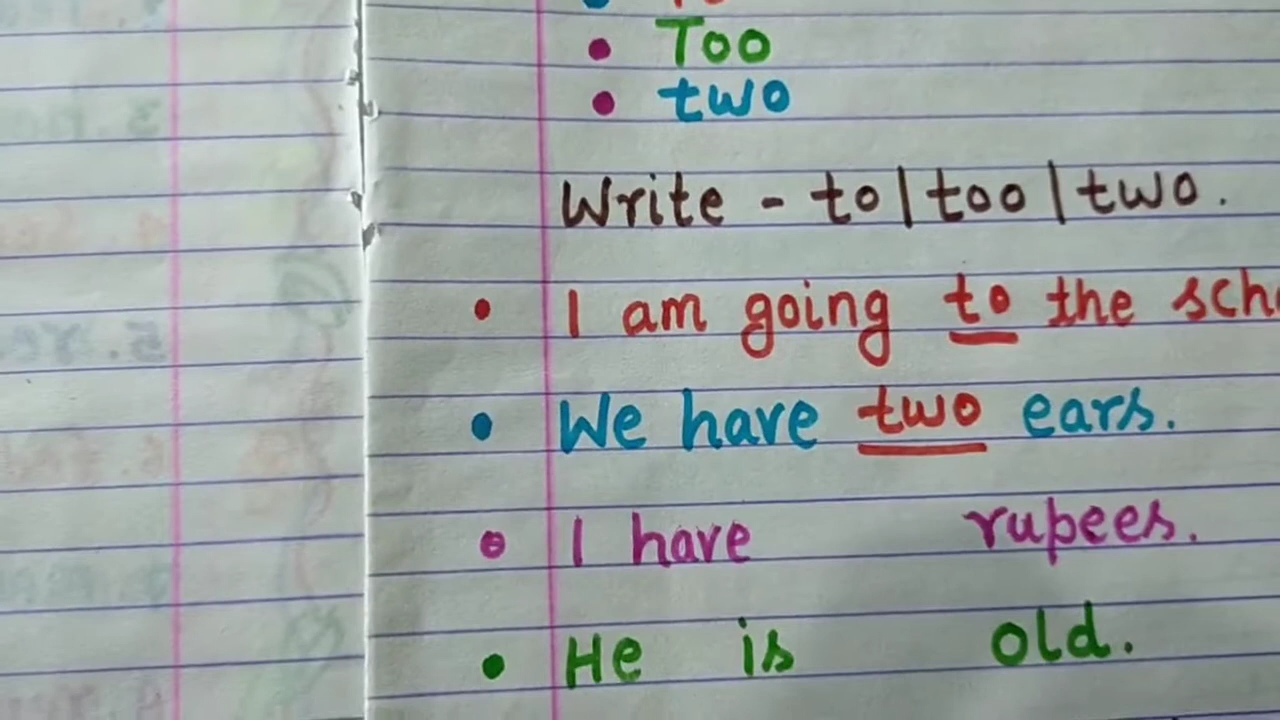 Too
two
Write - to|too|two.
I am going to the
We have two ears.
I have rupees.
He is old.